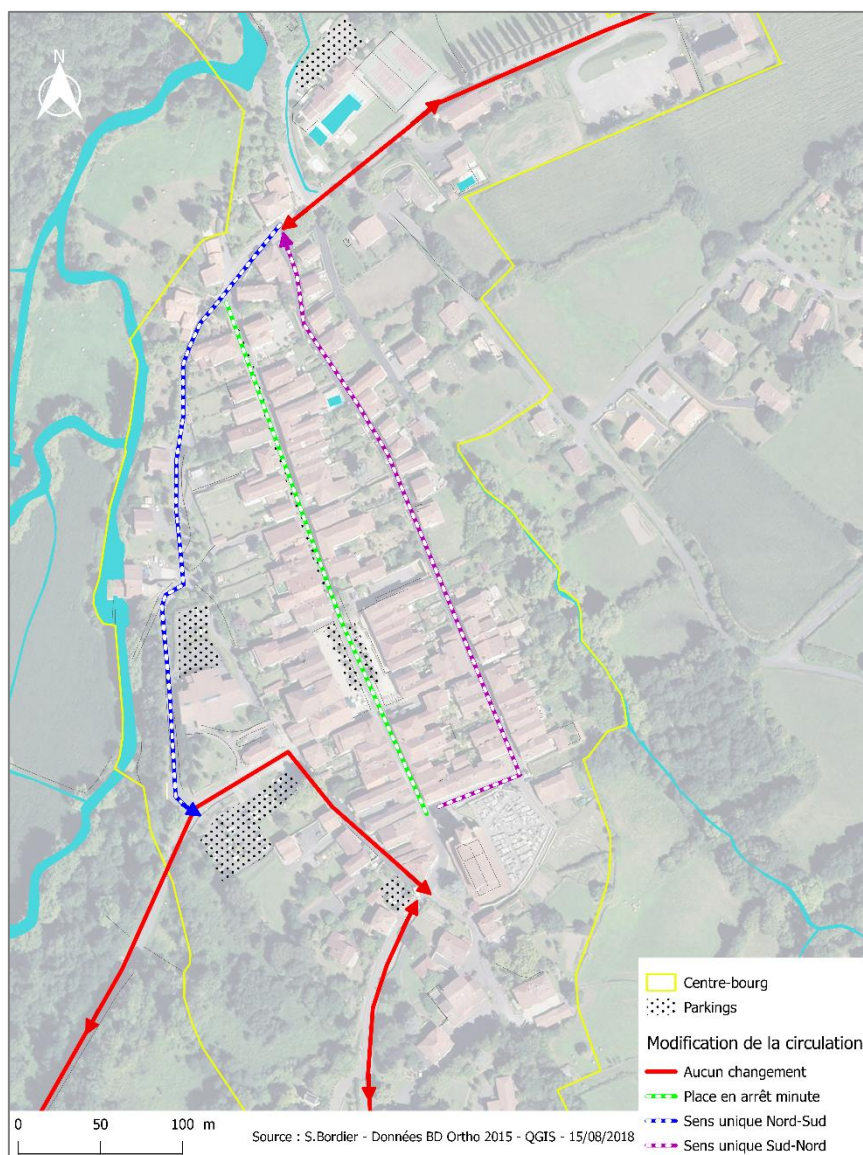 N
Centre-bourg
Parkings
Modification de la circulation
Aucun changement
Place en arrêt minute
Sens unique Nord-Sud
Sens unique Sud-Nord
0 50 100 m
Source : S.Bordier - Données BD Ortho 2015 - QGIS - 15/08/2018